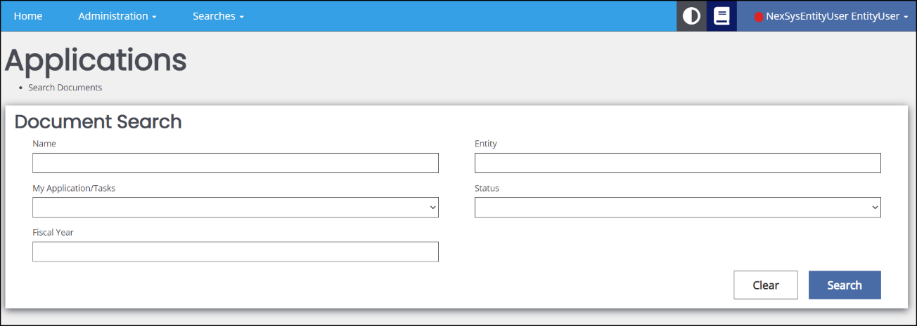 Home Administration Searches NexSysEntityUser EntityUser
Applications
Search Documents
Document Search
Name Entity
My Application/Tasks Status
Fiscal Year
Clear Search